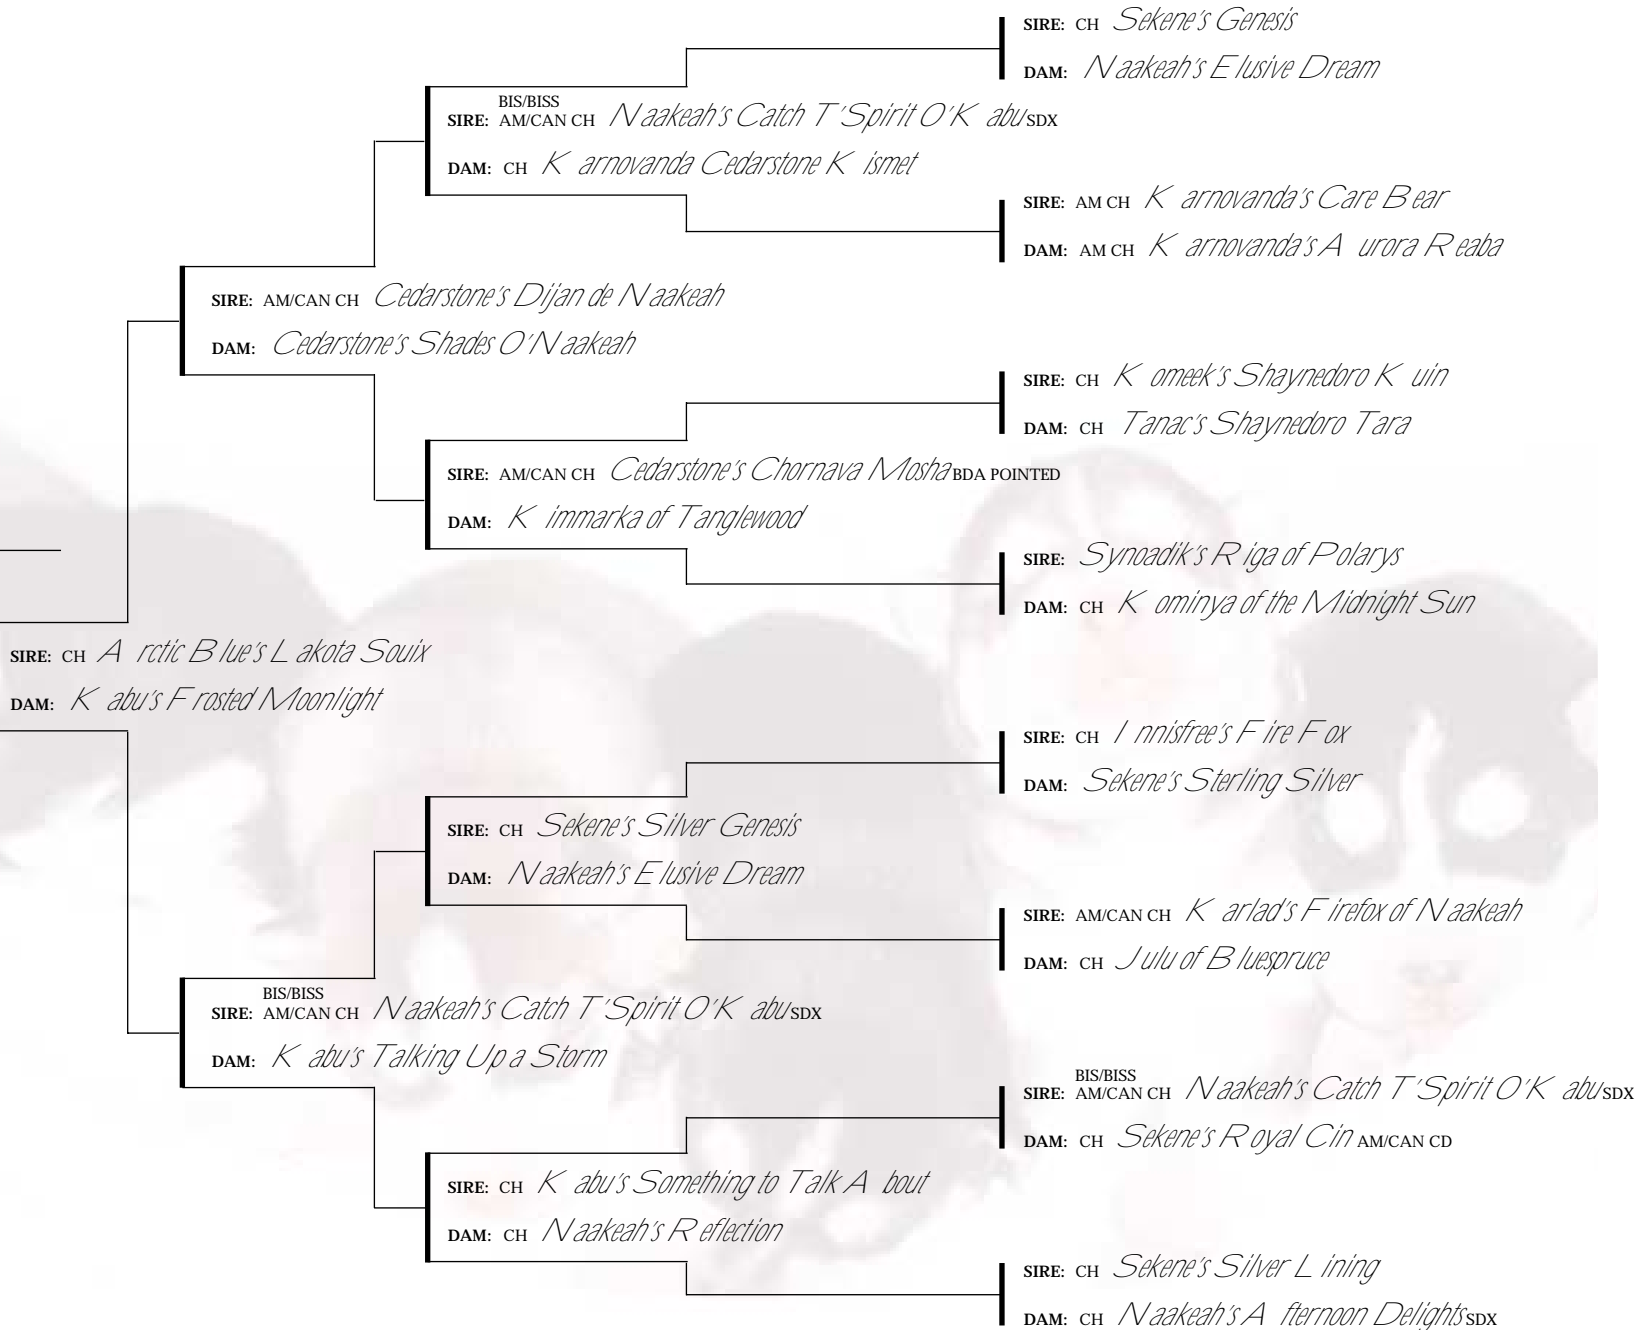 SIRE: CH Sekene's Genesis
DAM: Naakeah's Elusive Dream
BIS/BISS
SIRE: AM/CAN CH Naakeah's Catch T'Spirit O'Kabu SDX
DAM: CH Karnovanda Cedarstone Kismet
SIRE: AM CH Karnovanda's Care Bear
DAM: AM CH Karnovanda's Aurora Reaba
SIRE: AM/CAN CH Cedarstone's Dijan de Naakeah
DAM: Cedarstone's Shades O'Naakeah
SIRE: CH Komeek's Shaynedoro Kuin
DAM: CH Tanac's Shaynedoro Tara
SIRE: AM/CAN CH Cedarstone's Chornava Mosha BDA POINTED
DAM: Kimmarka of Tanglewood
SIRE: Synoadik's Riga of Polarys
DAM: CH Kominya of the Midnight Sun
SIRE: CH Arctic Blue's Lakota Souix
DAM: Kabu's Frosted Moonlight
SIRE: CH Innisfree's Fire Fox
DAM: Sekene's Sterling Silver
SIRE: CH Sekene's Silver Genesis
DAM: Naakeah's Elusive Dream
SIRE: AM/CAN CH Karlad's Firefox of Naakeah
DAM: CH Julu of Bluespruce
BIS/BISS
SIRE: AM/CAN CH Naakeah's Catch T'Spirit O'Kabu SDX
DAM: Kabu's Talking Up a Storm
BIS/BISS
SIRE: AM/CAN CH Naakeah's Catch T'Spirit O'Kabu SDX
DAM: CH Sekene's Royal Cin AM/CAN CD
SIRE: CH Kabu's Something to Talk About
DAM: CH Naakeah's Reflection
SIRE: CH Sekene's Silver Lining
DAM: CH Naakeah's Afternoon Delights SDX